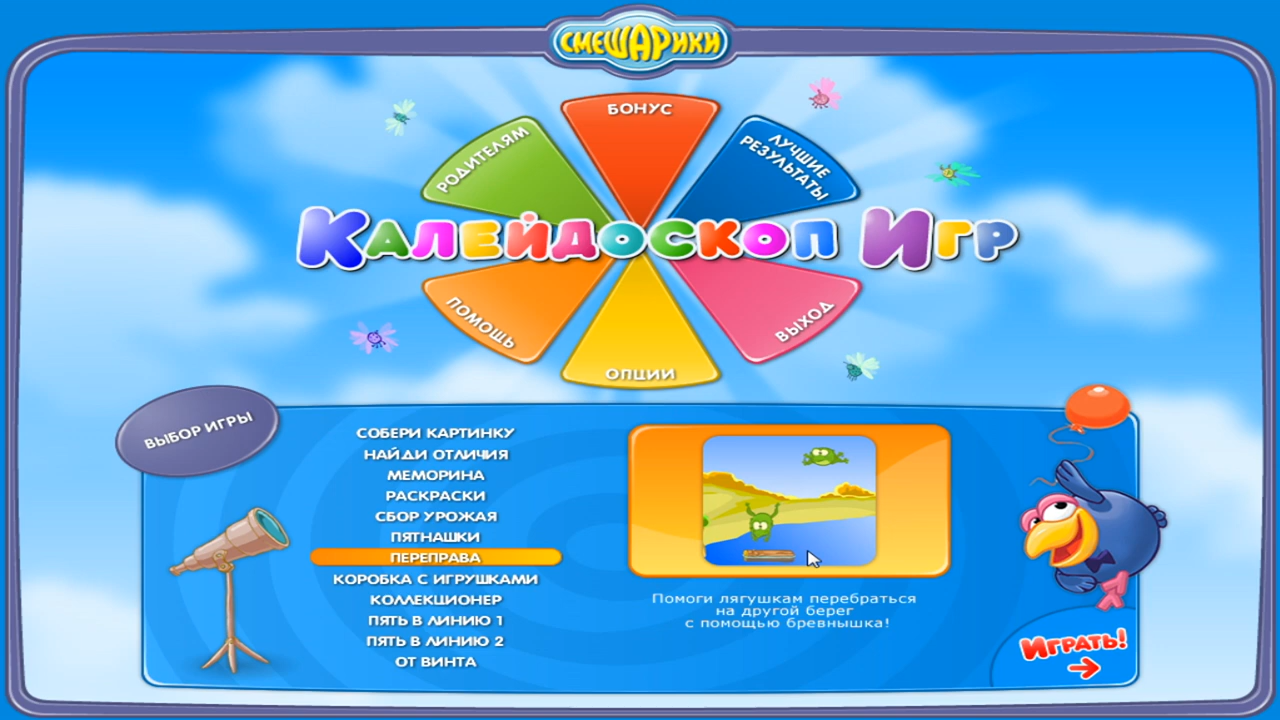 СМЕШАРИКИ
БОНУС
РОДИТЕЛЯМ
ЛУЧШИЕ
РЕЗУЛЬТАТЫ
КАЛЕЙДОСКОП ИГР
ПОМОЩЬ
ВЫХОД
ОПЦИИ
ВЫБОР ИГРЫ
СОБЕРИ КАРТИНКУ
НАЙДИ ОТЛИЧИЯ
МЕМОРИНА
РАСКРАСКИ
СБОР УРОЖАЯ
ПЯТНАШКИ
ПЕРЕПРАВА
КОРОБКА С ИГРУШКАМИ
КОЛЛЕКЦИОНЕР
ПЯТЬ В ЛИНИЮ 1
ПЯТЬ В ЛИНИЮ 2
ОТ ВИНТА
Помоги лягушкам перебраться
на другой берег
с помощью бревнышка!
ИГРАТЬ!